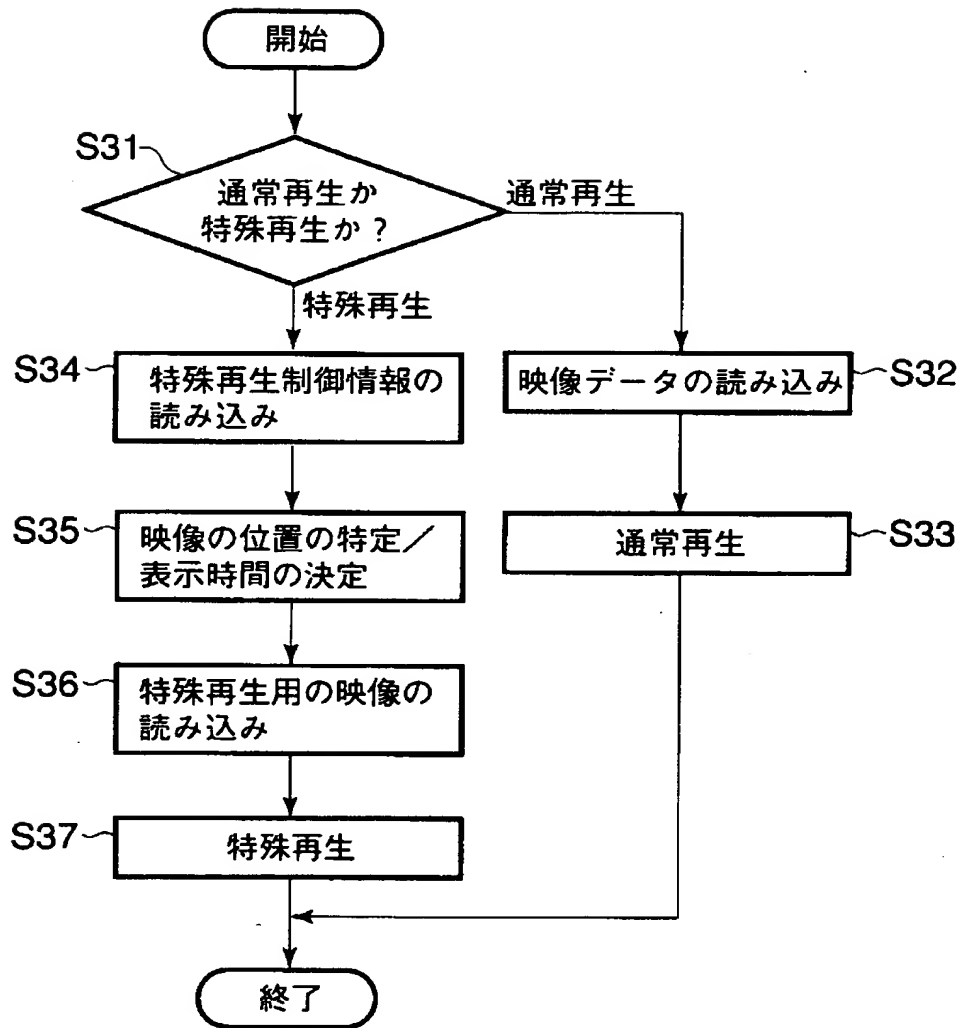 開始
S31
通常再生か
特殊再生か？
通常再生
特殊再生
S34
特殊再生制御情報の
読み込み
映像データの読み込み
S32
S35
映像の位置の特定／
表示時間の決定
通常再生
S33
S36
特殊再生用の映像の
読み込み
S37
特殊再生
終了